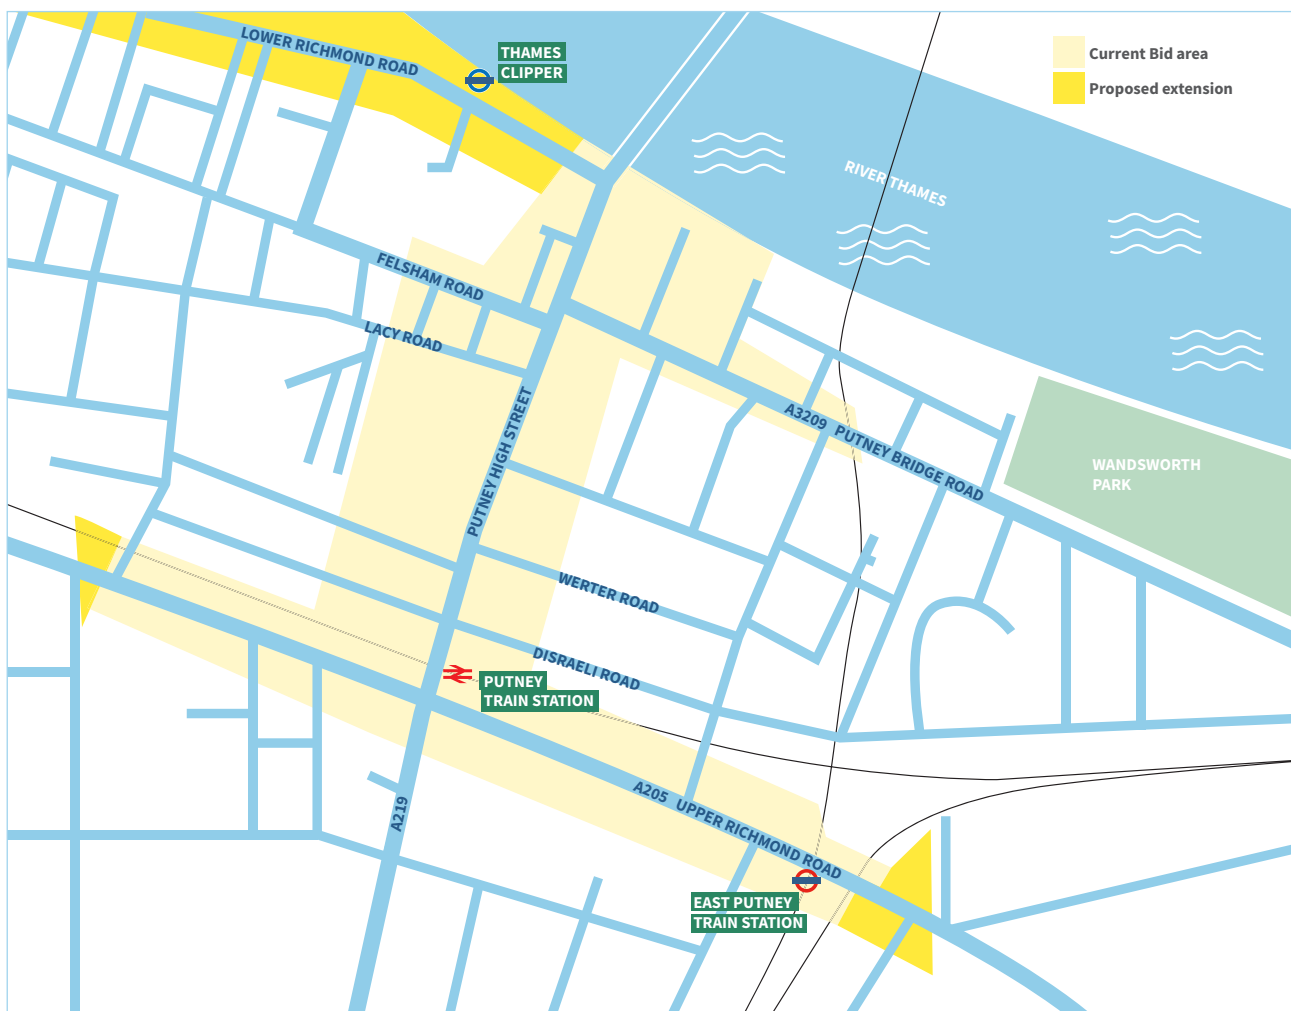 LOWER RICHMOND ROAD
THAMES
CLIPPER
Current Bid area
Proposed extension
RIVER THAMES
FELSHAM ROAD
LACY ROAD
PUTNEY HIGH STREET
A3209 PUTNEY BRIDGE ROAD
WANDSWORTH
PARK
WERTER ROAD
DISRAELI ROAD
PUTNEY
TRAIN STATION
A219
A205 UPPER RICHMOND ROAD
EAST PUTNEY
TRAIN STATION